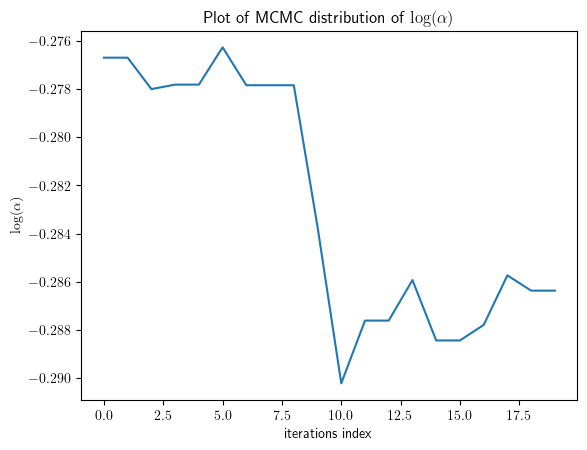 Plot of MCMC distribution of log(α)
log(α)
−0.276
−0.278
−0.280
−0.282
−0.284
−0.286
−0.288
−0.290
0.0 2.5 5.0 7.5 10.0 12.5 15.0 17.5
iterations index